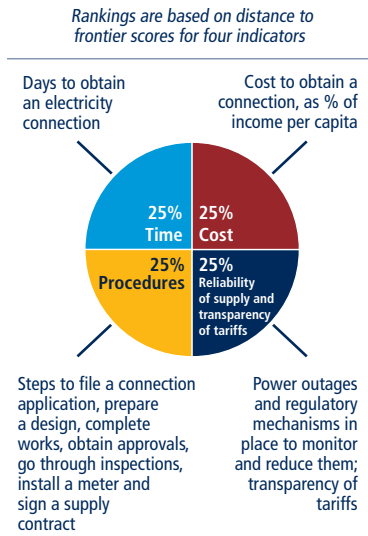 Rankings are based on distance to
frontier scores for four indicators
Days to obtain
an electricity
connection
Cost to obtain a
connection, as % of
income per capita
25%
Time
25%
Cost
25%
Procedures
25%
Reliability
of supply and
transparency
of tariffs
Steps to file a connection
application, prepare
a design, complete
works, obtain approvals,
go through inspections,
install a meter and
sign a supply
contract
Power outages
and regulatory
mechanisms in
place to monitor
and reduce them;
transparency of
tariffs